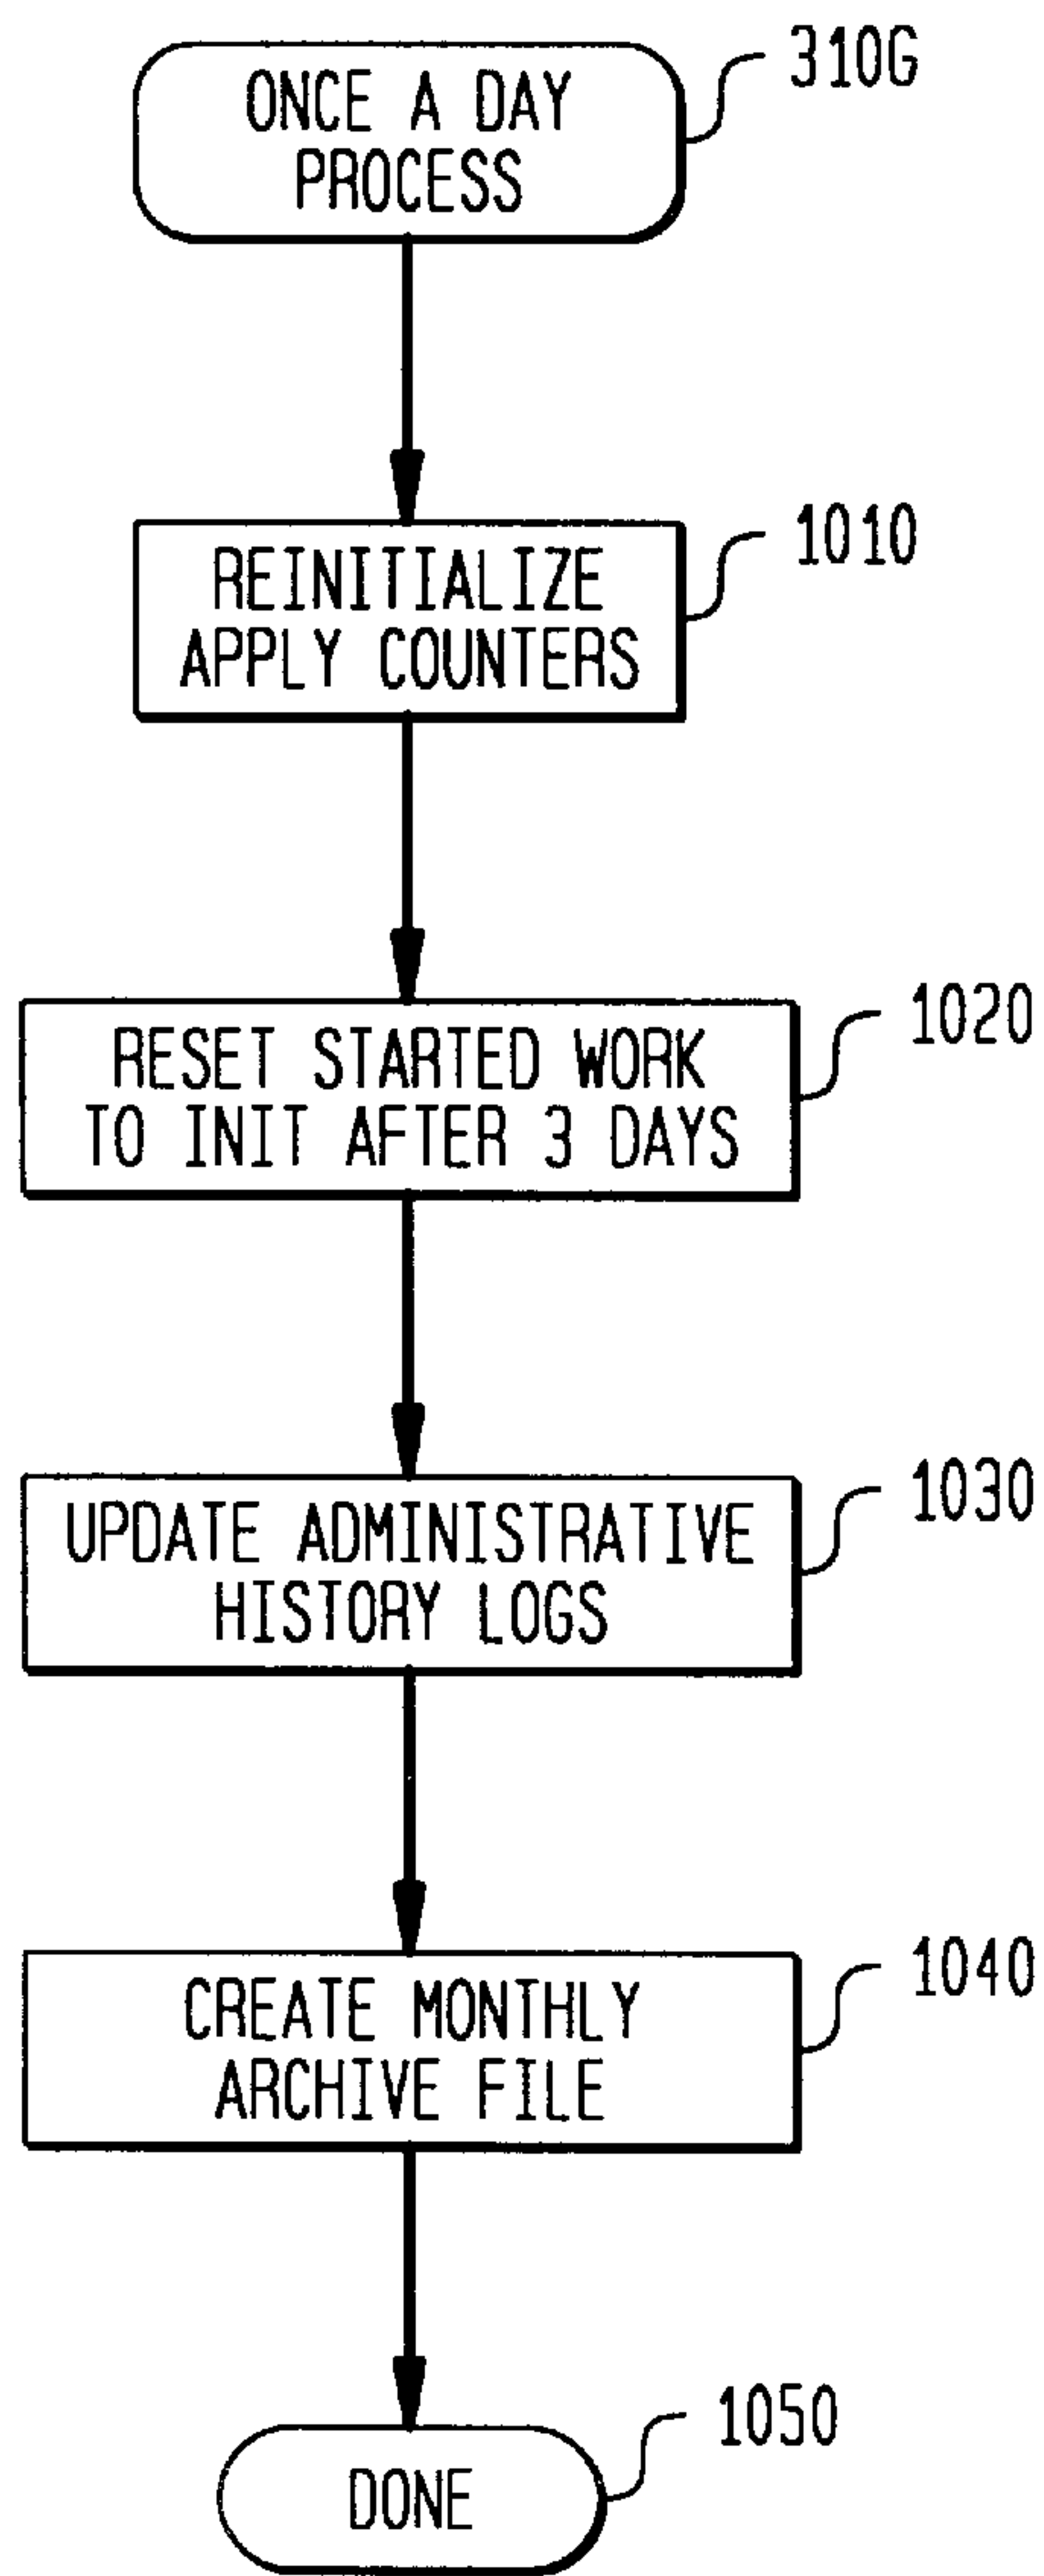 310G
ONCE A DAY
PROCESS
1010
REINITIALIZE
APPLY COUNTERS
1020
RESET STARTED WORK
TO INIT AFTER 3 DAYS
1030
UPDATE ADMINISTRATIVE
HISTORY LOGS
1040
CREATE MONTHLY
ARCHIVE FILE
1050
DONE